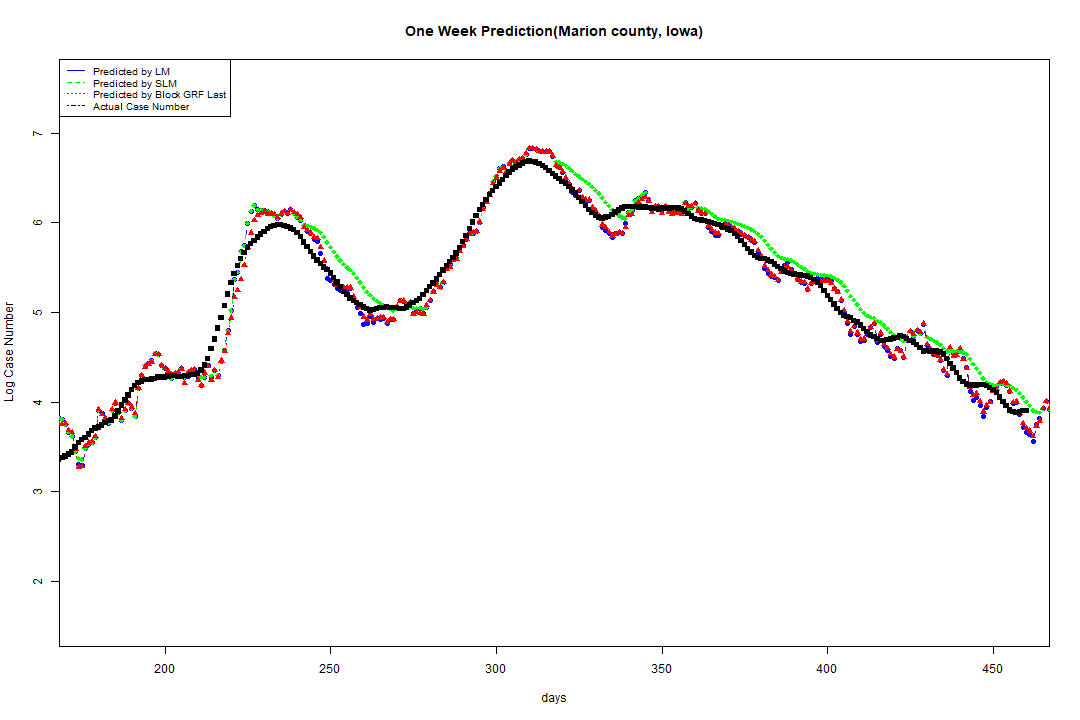 One Week Prediction(Marion county, Iowa)
Predicted by LM
Predicted by SLM
Predicted by Block GRF Last
Actual Case Number
7
6
5
4
3
2
Log Case Number
200 250 300 350 400 450
days